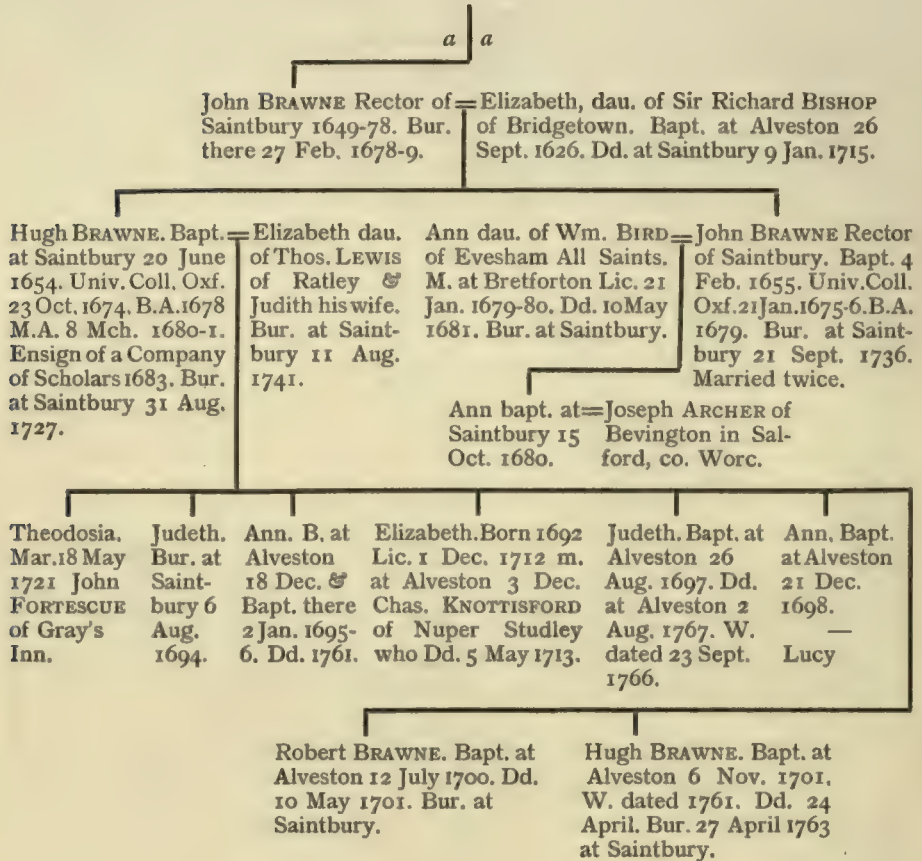 a a
John BRAWNE Rector of
Saintbury 1649-78. Bur.
there 27 Feb. 1678-9.
= Elizabeth, dau. of Sir Richard BISHOP
of Bridgetown. Bapt. at Alveston 26
Sept. 1626. Dd. at Saintbury 9 Jan. 1715.
Hugh BRAWNE. Bapt.
at Saintbury 20 June
1654. Univ. Coll. Oxf.
23 Oct. 1674. B.A. 1678
M.A. 8 Mch. 1680-1.
Ensign of a Company
of Scholars 1683. Bur.
at Saintbury 31 Aug.
1727.
= Elizabeth dau.
of Thos. LEWIS
of Ratley &
Judith his wife.
Bur. at Saint-
bury 11 Aug.
1741.
Ann dau. of Wm. BIRD
of Evesham All Saints.
M. at Bretforton Lic. 21
Jan. 1679-80. Dd. 10 May
1681. Bur. at Saintbury.
= John BRAWNE Rector
of Saintbury. Bapt. 4
Feb. 1655. Univ. Coll.
Oxf. 21 Jan. 1675-6. B.A.
1679. Bur. at Saint-
bury 21 Sept. 1736.
Married twice.
Ann bapt. at
Saintbury 15
Oct. 1680.
= Joseph ARCHER of
Bevington in Sal-
ford, co. Worc.
Theodosia.
Mar. 18 May
1721 John
FORTESCUE
of Gray's
Inn.
Judeth.
Bur. at
Saint-
bury 6
Aug.
1694.
Ann. B. at
Alveston
18 Dec. &
Bapt. there
2 Jan. 1695-
6. Dd. 1761.
Elizabeth. Born 1692
Lic. 1 Dec. 1712 m.
at Alveston 3 Dec.
Chas. KNOTTISFORD
of Nuper Studley
who Dd. 5 May 1713.
Judeth. Bapt. at
Alveston 26
Aug. 1697. Dd.
at Alveston 2
Aug. 1767. W.
dated 23 Sept.
1766.
Ann. Bapt.
at Alveston
21 Dec.
1698.
—
Lucy
Robert BRAWNE. Bapt. at
Alveston 12 July 1700. Dd.
10 May 1701. Bur. at
Saintbury.
Hugh BRAWNE. Bapt. at
Alveston 6 Nov. 1701.
W. dated 1761. Dd. 24
April. Bur. 27 April 1763
at Saintbury.